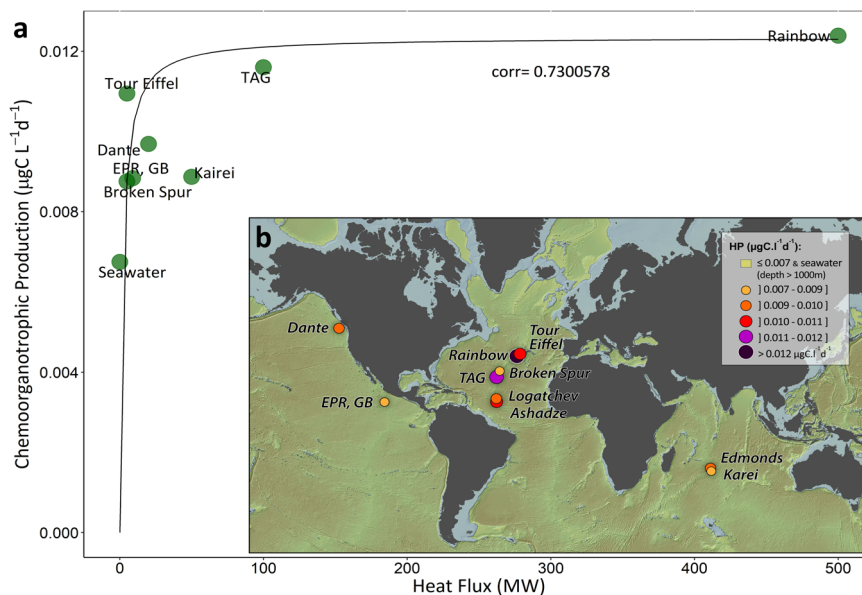 a
0.012
0.008
0.004
0.000
Chemoorganotrophic Production (µgC L⁻¹d⁻¹)
Rainbow
TAG
corr= 0.7300578
Tour Eiffel
Dante
EPR, GB
Kairei
Broken Spur
Seawater
b
HP (µgC.l⁻¹d⁻¹):
≤ 0.007 & seawater
(depth > 1000m)
] 0.007 - 0.009 ]
] 0.009 - 0.010 ]
] 0.010 - 0.011 ]
] 0.011 - 0.012 ]
> 0.012 µgC.l⁻¹d⁻¹
Dante
Tour
Eiffel
Rainbow
Broken Spur
TAG
EPR, GB
Logatchev
Ashadze
Edmonds
Karei
0
100
200
300
400
500
Heat Flux (MW)